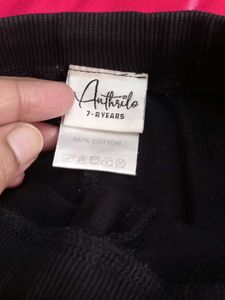 Anthrilo
7-8 YEARS
100% COTTON